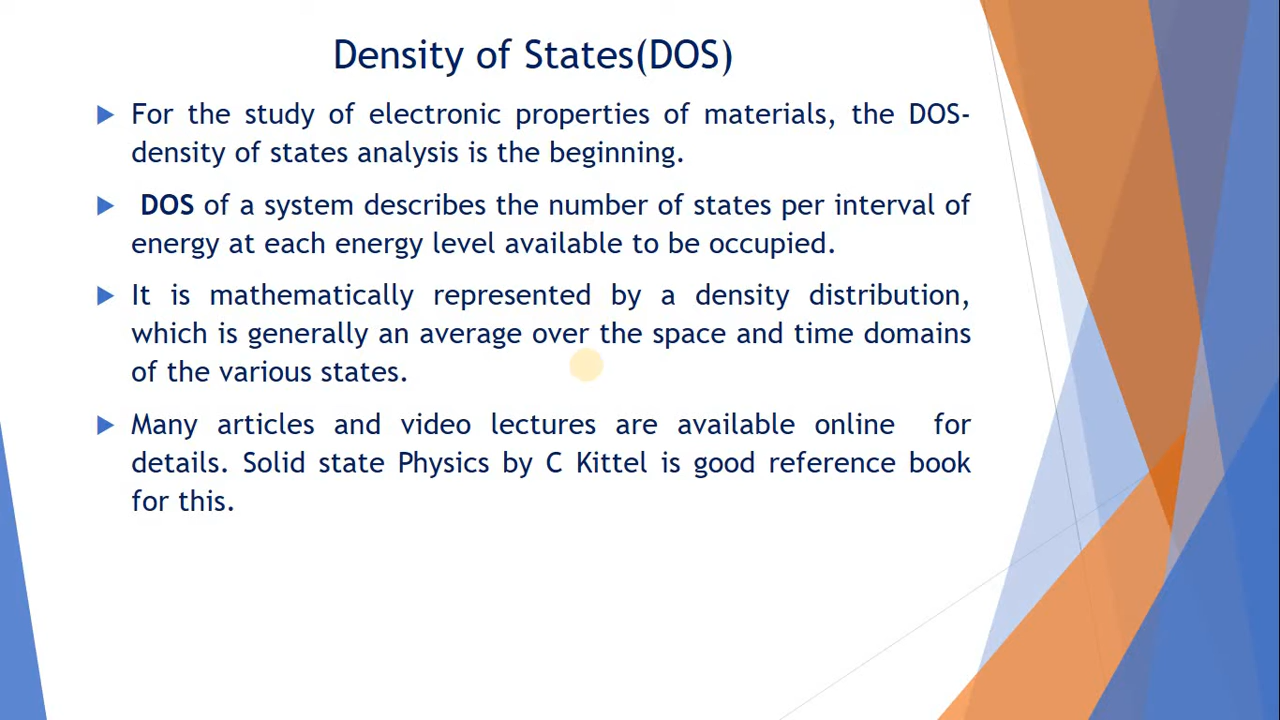 Density of States(DOS)
For the study of electronic properties of materials, the DOS-
density of states analysis is the beginning.
DOS of a system describes the number of states per interval of
energy at each energy level available to be occupied.
It is mathematically represented by a density distribution,
which is generally an average over the space and time domains
of the various states.
Many articles and video lectures are available online for
details. Solid state Physics by C Kittel is good reference book
for this.